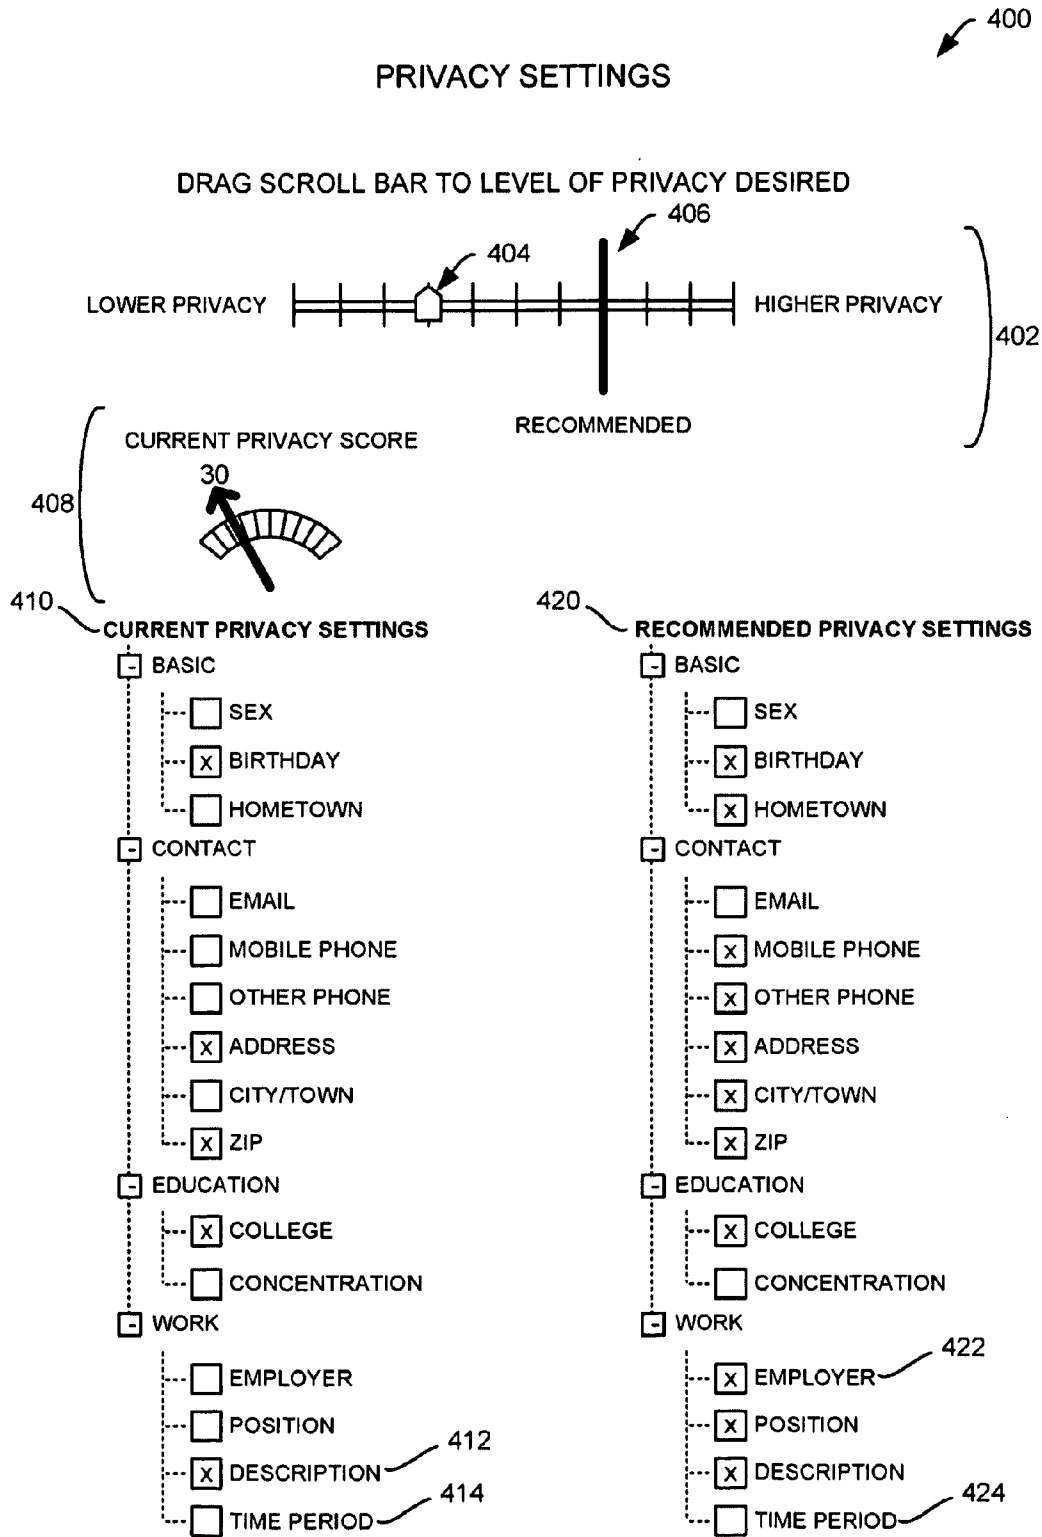 400
PRIVACY SETTINGS
DRAG SCROLL BAR TO LEVEL OF PRIVACY DESIRED
406
404
LOWER PRIVACY
HIGHER PRIVACY
402
RECOMMENDED
CURRENT PRIVACY SCORE
30
408
410
CURRENT PRIVACY SETTINGS
- BASIC
SEX
X BIRTHDAY
HOMETOWN
- CONTACT
EMAIL
MOBILE PHONE
OTHER PHONE
X ADDRESS
CITY/TOWN
X ZIP
- EDUCATION
X COLLEGE
CONCENTRATION
- WORK
EMPLOYER
POSITION
X DESCRIPTION 412
TIME PERIOD 414
420
RECOMMENDED PRIVACY SETTINGS
- BASIC
SEX
X BIRTHDAY
X HOMETOWN
- CONTACT
EMAIL
X MOBILE PHONE
X OTHER PHONE
X ADDRESS
X CITY/TOWN
X ZIP
- EDUCATION
X COLLEGE
CONCENTRATION
- WORK
X EMPLOYER 422
X POSITION
X DESCRIPTION
TIME PERIOD 424